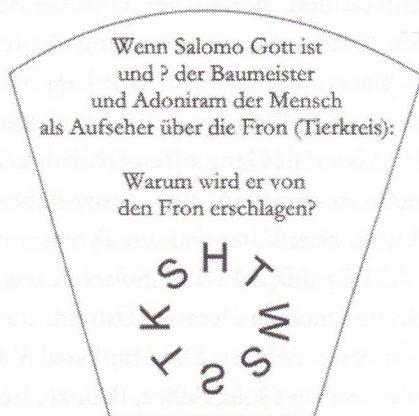 Wenn Salomo Gott ist
und ? der Baumeister
und Adoniram der Mensch
als Aufseher über die Fron (Tierkreis):
Warum wird er von
den Fron erschlagen?
HTWSSTKS